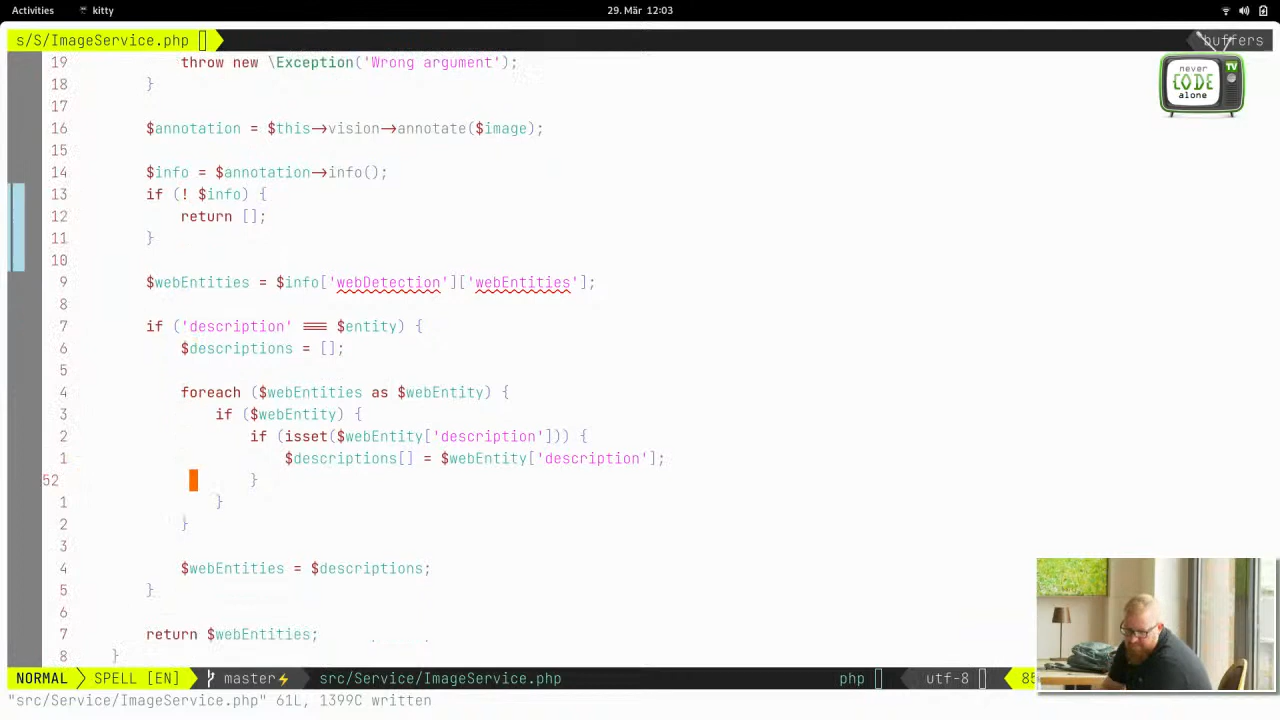 Activities kitty 29. Mär 12:03
s/S/ImageService.php buffers
never
CODE
alone
TV
19 throw new \Exception('Wrong argument');
18 }
17
16 $annotation = $this->vision->annotate($image);
15
14 $info = $annotation->info();
13 if (! $info) {
12 return [];
11 }
10
9 $webEntities = $info['webDetection']['webEntities'];
8
7 if ('description' === $entity) {
6 $descriptions = [];
5
4 foreach ($webEntities as $webEntity) {
3 if ($webEntity) {
2 if (isset($webEntity['description'])) {
1 $descriptions[] = $webEntity['description'];
52 }
1 }
2 }
3
4 $webEntities = $descriptions;
5 }
6
7 return $webEntities;
8 }
NORMAL SPELL [EN] master⚡ src/Service/ImageService.php php utf-8 85
"src/Service/ImageService.php" 61L, 1399C written